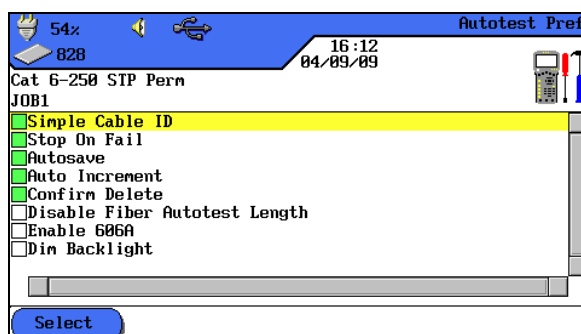 54%
Autotest Pref
828
16:12
04/09/09
Cat 6-250 STP Perm
JOB1
Simple Cable ID
Stop On Fail
Autosave
Auto Increment
Confirm Delete
Disable Fiber Autotest Length
Enable 606A
Dim Backlight
Select